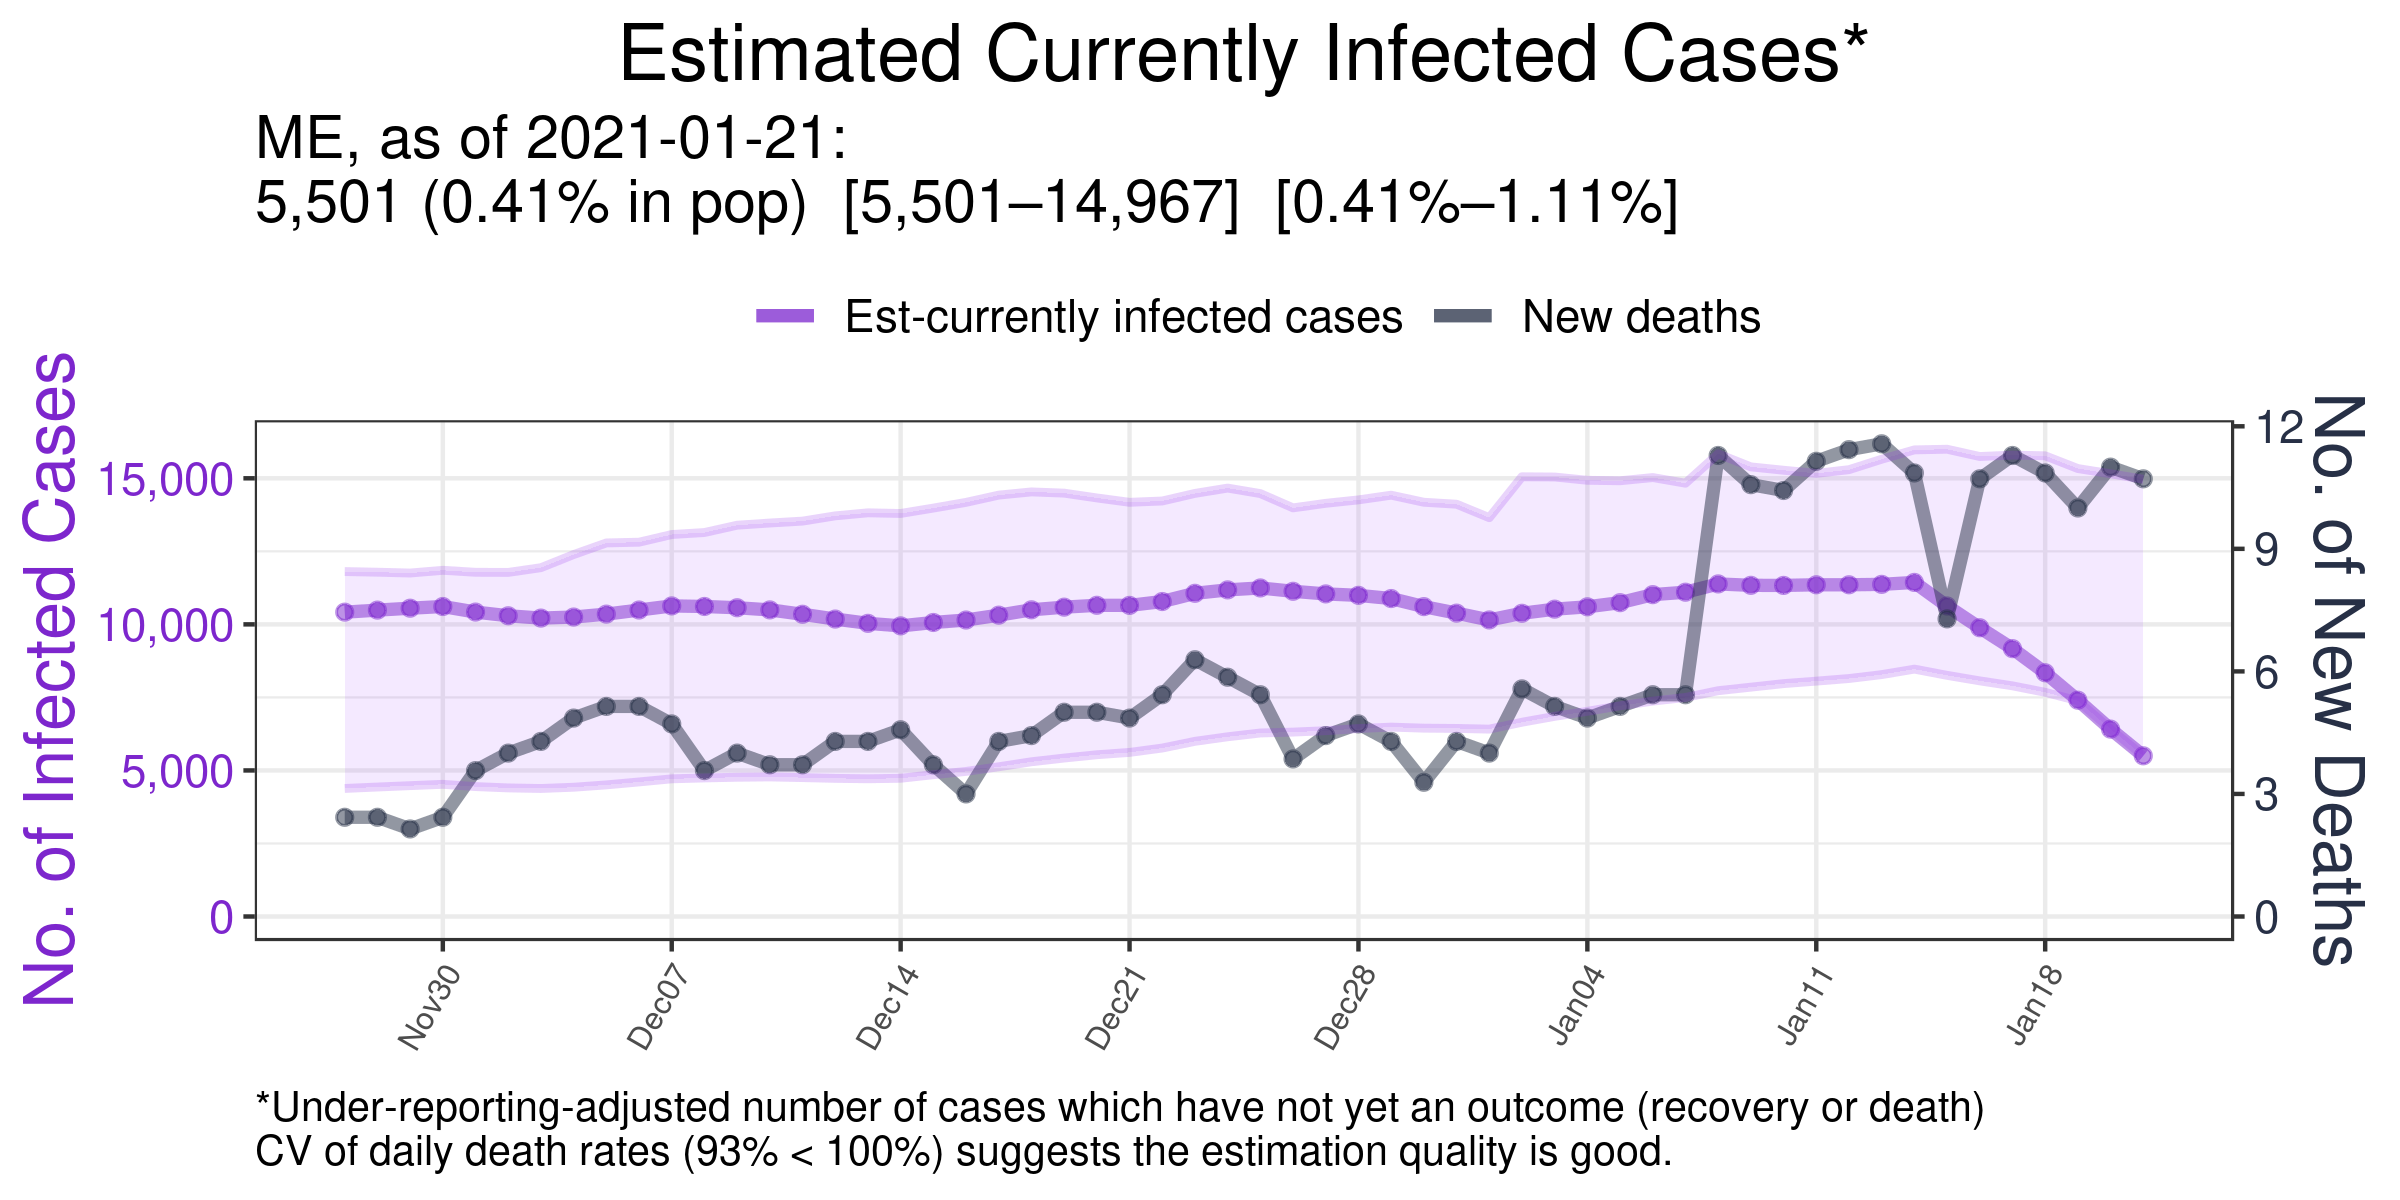 Estimated Currently Infected Cases*
ME, as of 2021-01-21:
5,501 (0.41% in pop)  [5,501–14,967]  [0.41%–1.11%]
Est-currently infected cases
New deaths
No. of Infected Cases
15,000
10,000
5,000
0
12
9
6
3
0
No. of New Deaths
Nov30
Dec07
Dec14
Dec21
Dec28
Jan04
Jan11
Jan18
*Under-reporting-adjusted number of cases which have not yet an outcome (recovery or death)
CV of daily death rates (93% < 100%) suggests the estimation quality is good.